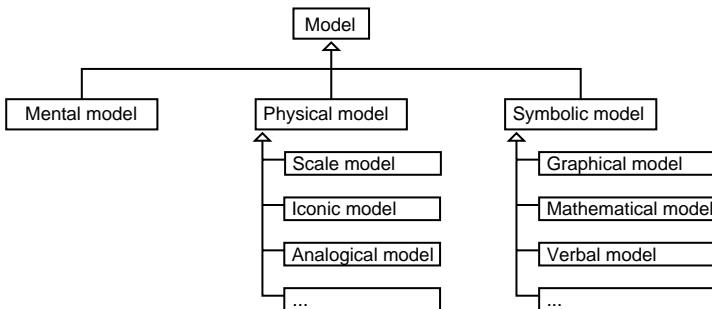 Model
Mental model
Physical model
Symbolic model
Scale model
Iconic model
Analogical model
...
Graphical model
Mathematical model
Verbal model
...